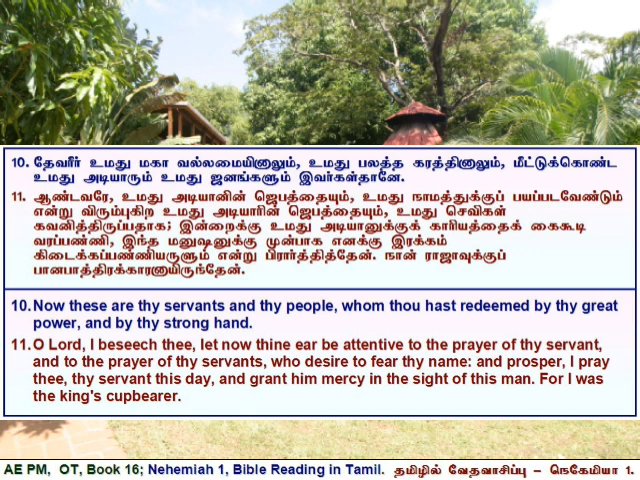 10. தேவரீர் உமது மகா வல்லமையினாலும், உமது பலத்த கரத்தினாலும், மீட்டுக்கொண்ட
உமது அடியாரும் உமது ஜனங்களும் இவர்கள்தானே.
11. ஆண்டவரே, உமது அடியானின் ஜெபத்தையும், உமது நாமத்துக்குப் பயப்படவேண்டும்
என்று விரும்புகிற உமது அடியாரின் ஜெபத்தையும், உமது செவிகள்
கவனித்திருப்பதாக; இன்றைக்கு உமது அடியானுக்குக் காரியத்தைக் கைகூடி
வரப்பண்ணி, இந்த மனுஷனுக்கு முன்பாக எனக்கு இரக்கம்
கிடைக்கப்பண்ணியருளும் என்று பிரார்த்தித்தேன். நான் ராஜாவுக்குப்
பானபாத்திரக்காரனாயிருந்தேன்.
10. Now these are thy servants and thy people, whom thou hast redeemed by thy great
power, and by thy strong hand.
11. O Lord, I beseech thee, let now thine ear be attentive to the prayer of thy servant,
and to the prayer of thy servants, who desire to fear thy name: and prosper, I pray
thee, thy servant this day, and grant him mercy in the sight of this man. For I was
the king's cupbearer.
AE PM, OT, Book 16; Nehemiah 1, Bible Reading in Tamil. தமிழில் வேதவாசிப்பு – நெகேமியா 1.